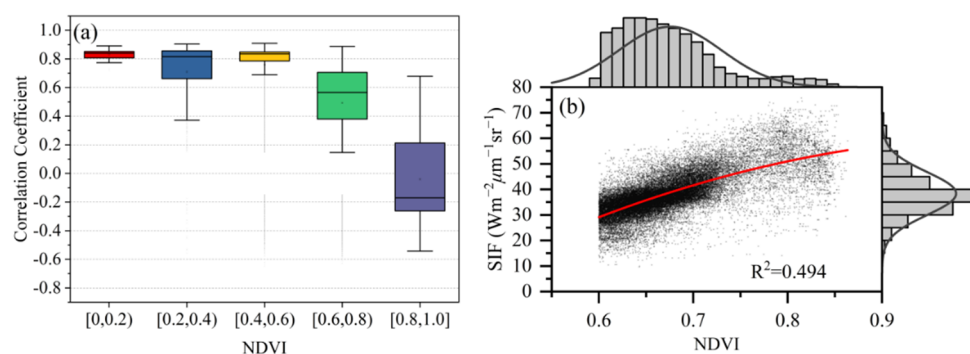 (a)
Correlation Coefficient
1.0
0.8
0.6
0.4
0.2
0.0
-0.2
-0.4
-0.6
-0.8
[0,0.2) [0.2,0.4) [0.4,0.6) [0.6,0.8) [0.8,1.0]
NDVI
(b)
SIF (Wm⁻²μm⁻¹sr⁻¹)
80
70
60
50
40
30
20
10
0
R²=0.494
0.6 0.7 0.8 0.9
NDVI